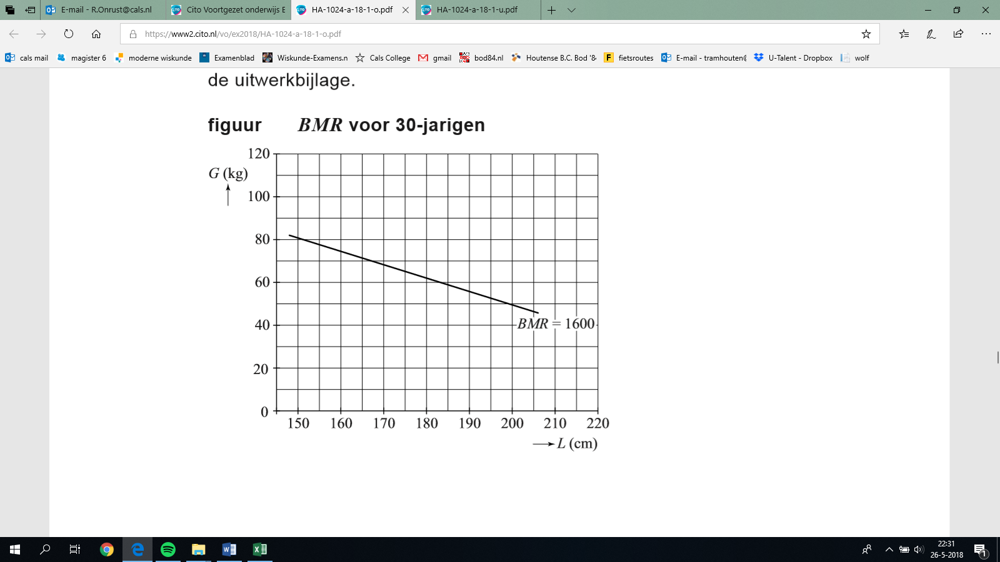 E-mail - R.Onrust@cals.nl
Cito Voortgezet onderwijs E
HA-1024-a-18-1-o.pdf
HA-1024-a-18-1-u.pdf
https://www2.cito.nl/vo/ex2018/HA-1024-a-18-1-o.pdf
cals mail
magister 6
moderne wiskunde
Examenblad
Wiskunde-Examens.n
Cals College
gmail
bod84.nl
Houtense B.C. Bod '84
fietsroutes
E-mail - tramhouten@
U-Talent - Dropbox
wolf
de uitwerkbijlage.
figuur BMR voor 30-jarigen
120
G (kg)
100
80
60
40
20
0
BMR = 1600
150 160 170 180 190 200 210 220
L (cm)
22:31
26-5-2018
1